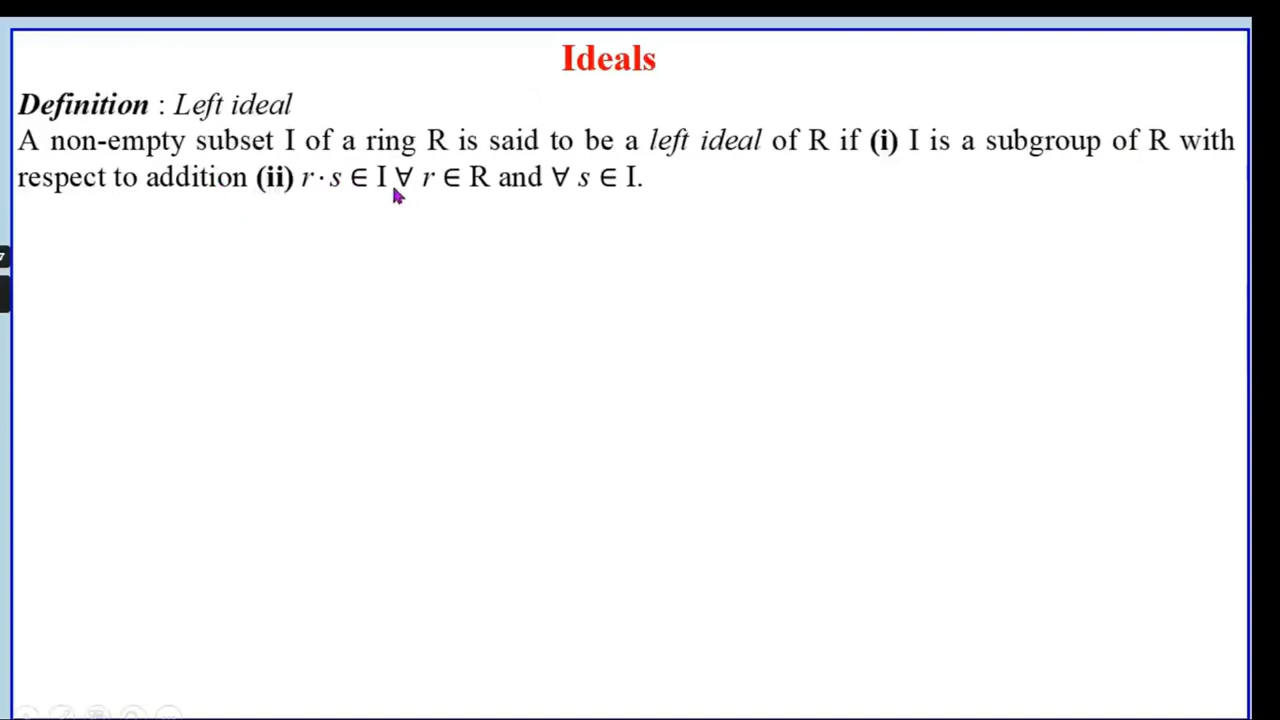 Ideals
Definition : Left ideal
A non-empty subset I of a ring R is said to be a left ideal of R if (i) I is a subgroup of R with
respect to addition (ii) r · s ∈ I ∀ r ∈ R and ∀ s ∈ I.